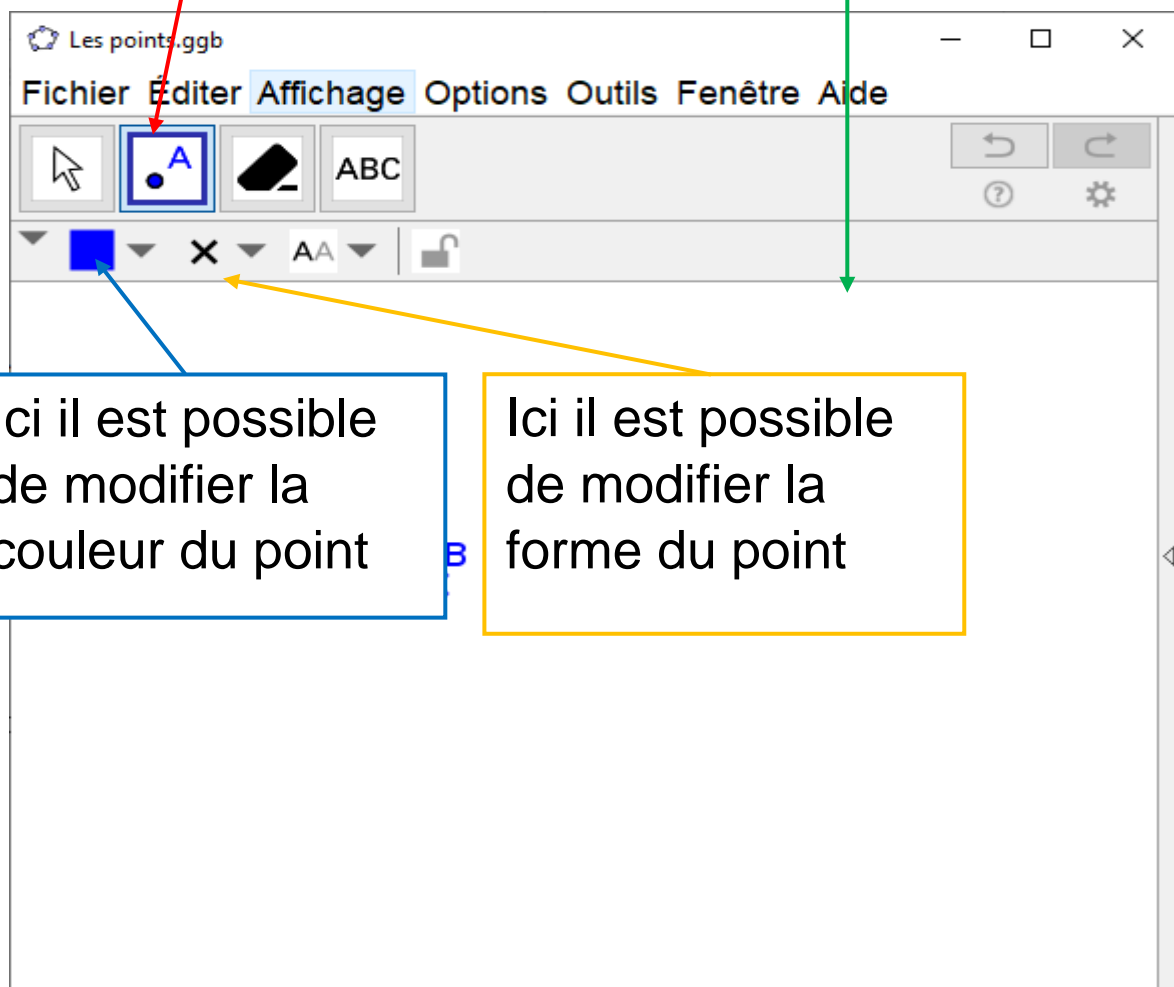 Les points.ggb
Fichier Éditer Affichage Options Outils Fenêtre Aide
A
ABC
AA
ci il est possible
de modifier la
couleur du point
B
Ici il est possible
de modifier la
forme du point